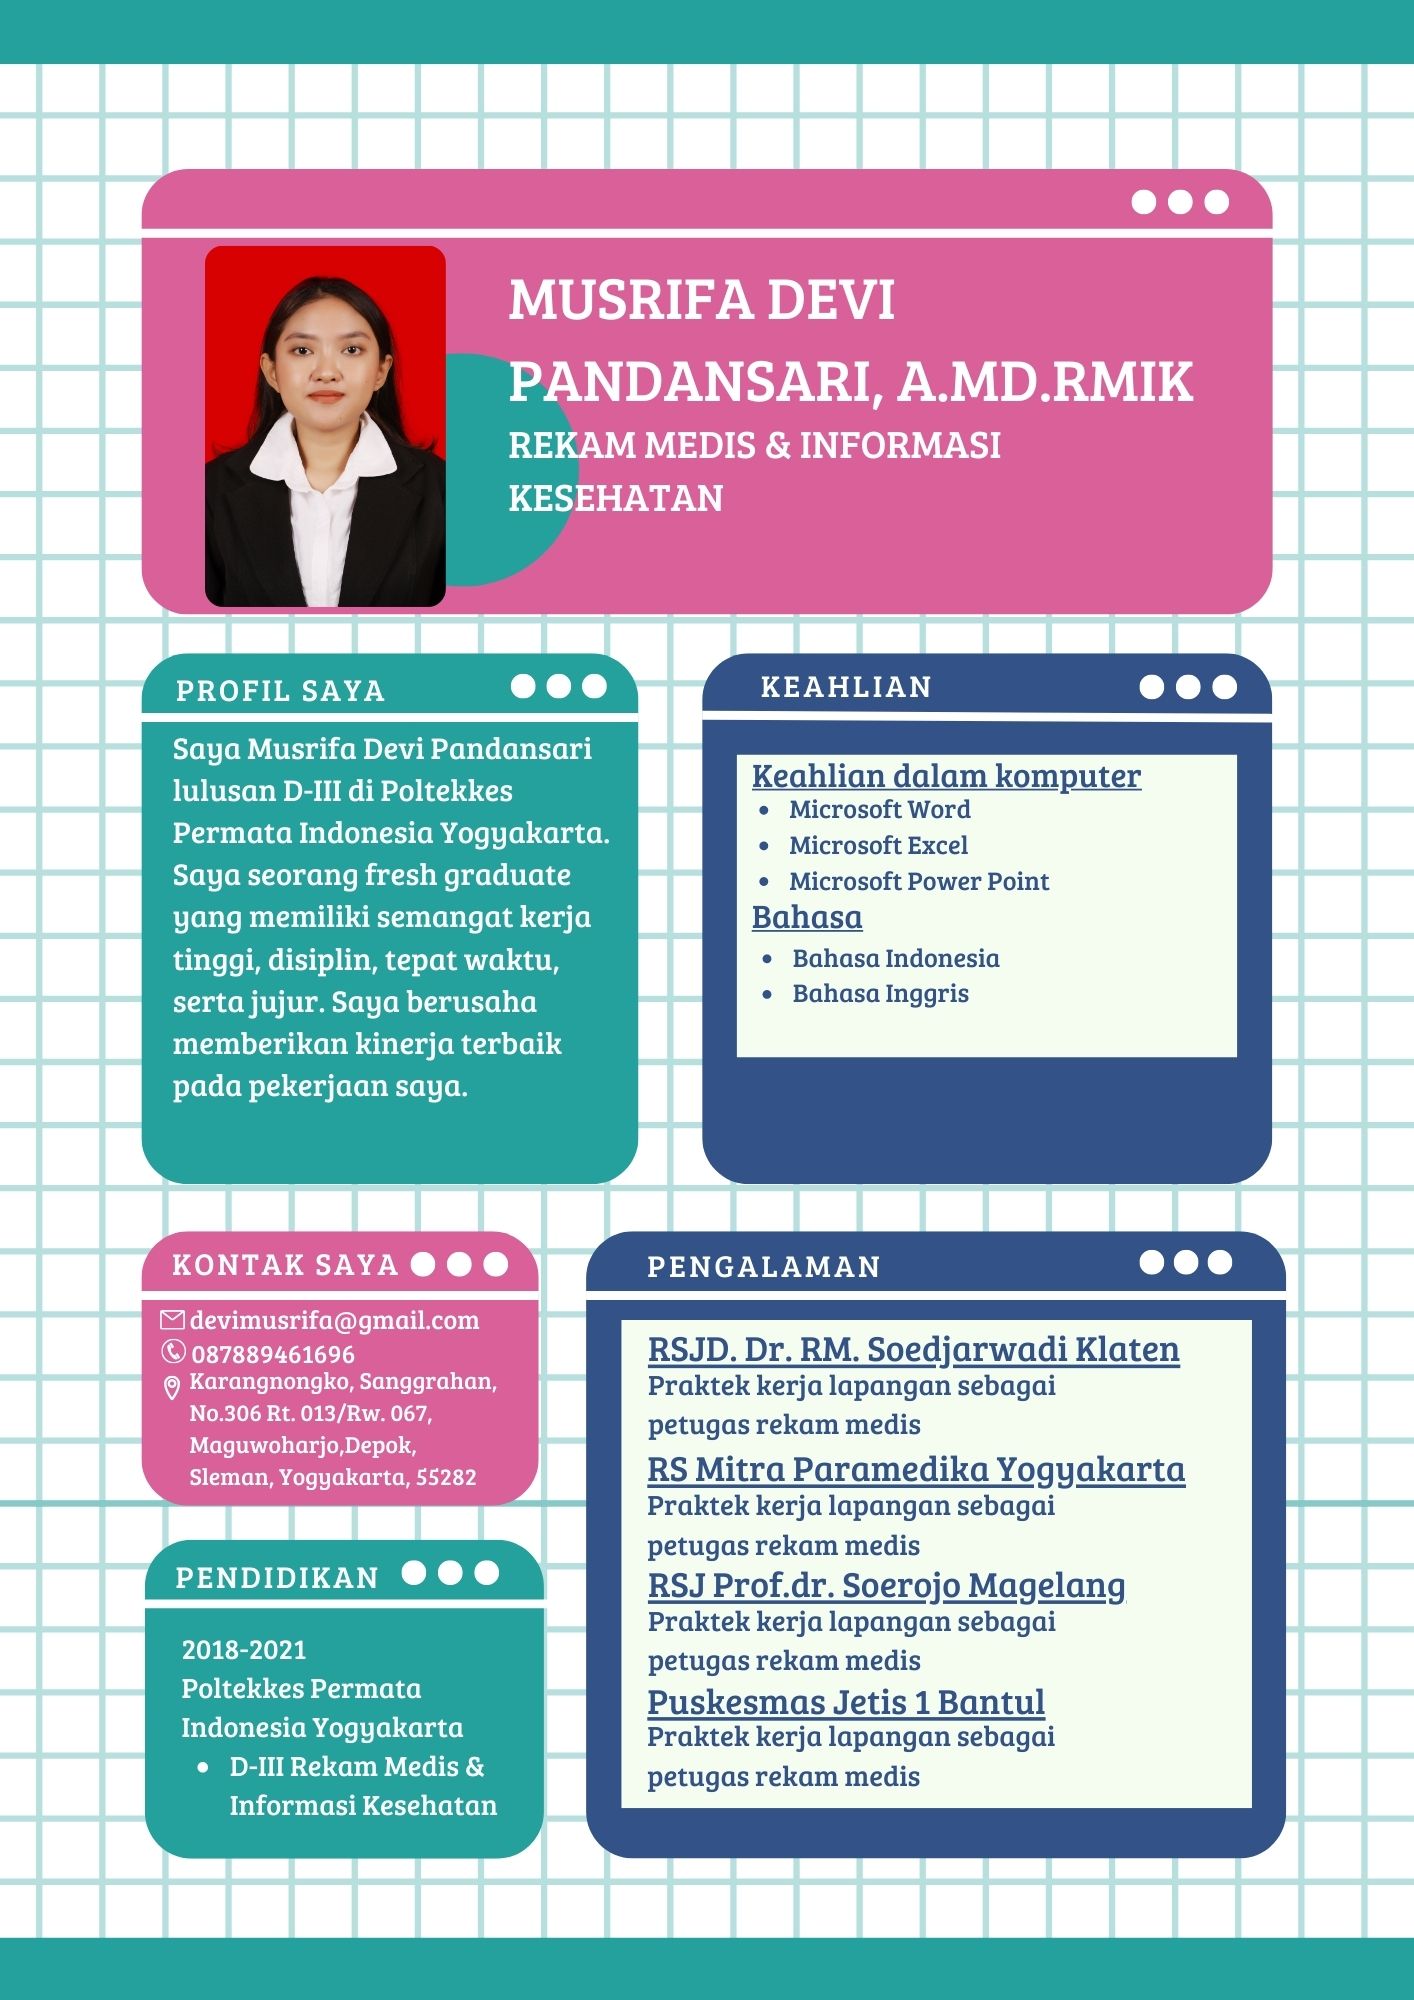 MUSRIFA DEVI
PANDANSARI, A.MD.RMIK
REKAM MEDIS & INFORMASI
KESEHATAN
PROFIL SAYA
Saya Musrifa Devi Pandansari
lulusan D-III di Poltekkes
Permata Indonesia Yogyakarta.
Saya seorang fresh graduate
yang memiliki semangat kerja
tinggi, disiplin, tepat waktu,
serta jujur. Saya berusaha
memberikan kinerja terbaik
pada pekerjaan saya.
KEAHLIAN
Keahlian dalam komputer
• Microsoft Word
• Microsoft Excel
• Microsoft Power Point
Bahasa
• Bahasa Indonesia
• Bahasa Inggris
KONTAK SAYA
devimusrifa@gmail.com
087889461696
Karangnongko, Sanggrahan,
No.306 Rt. 013/Rw. 067,
Maguwoharjo,Depok,
Sleman, Yogyakarta, 55282
PENDIDIKAN
2018-2021
Poltekkes Permata
Indonesia Yogyakarta
• D-III Rekam Medis &
Informasi Kesehatan
PENGALAMAN
RSJD. Dr. RM. Soedjarwadi Klaten
Praktek kerja lapangan sebagai
petugas rekam medis
RS Mitra Paramedika Yogyakarta
Praktek kerja lapangan sebagai
petugas rekam medis
RSJ Prof.dr. Soerojo Magelang
Praktek kerja lapangan sebagai
petugas rekam medis
Puskesmas Jetis 1 Bantul
Praktek kerja lapangan sebagai
petugas rekam medis